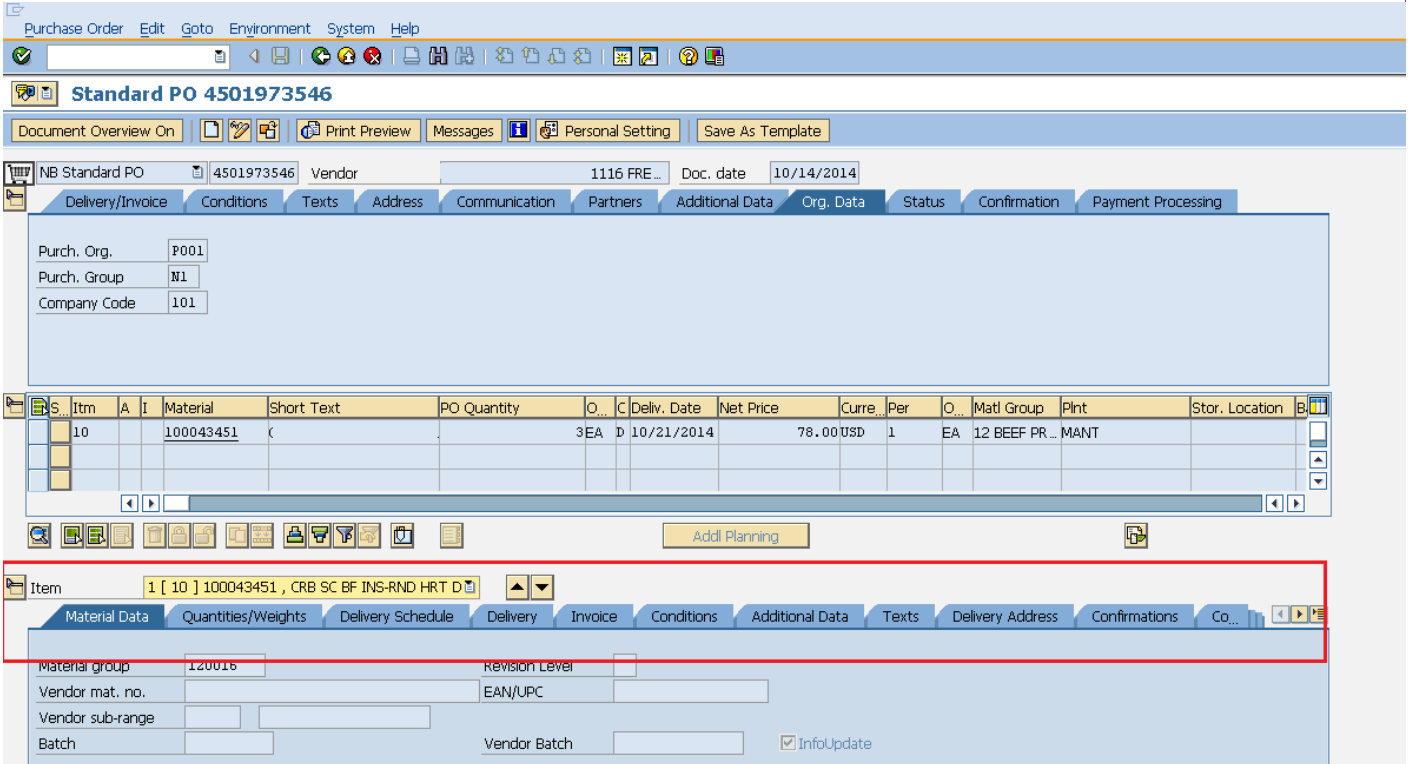 Purchase Order Edit Goto Environment System Help
Standard PO 4501973546
Document Overview On Print Preview Messages Personal Setting Save As Template
NB Standard PO 4501973546 Vendor 1116 FRE... Doc. date 10/14/2014
Delivery/Invoice Conditions Texts Address Communication Partners Additional Data Org. Data Status Confirmation Payment Processing
Purch. Org. P001
Purch. Group N1
Company Code 101
S... Itm A I Material Short Text PO Quantity O... C Deliv. Date Net Price Curre... Per O... Matl Group Plnt Stor. Location B
10 100043451 ( 3 EA D 10/21/2014 78.00 USD 1 EA 12 BEEF PR... MANT
Addl Planning
Item 1 [ 10 ] 100043451 , CRB SC BF INS-RND HRT D
Material Data Quantities/Weights Delivery Schedule Delivery Invoice Conditions Additional Data Texts Delivery Address Confirmations Co...
Material group 120016 Revision Level
Vendor mat. no. EAN/UPC
Vendor sub-range
Batch Vendor Batch InfoUpdate